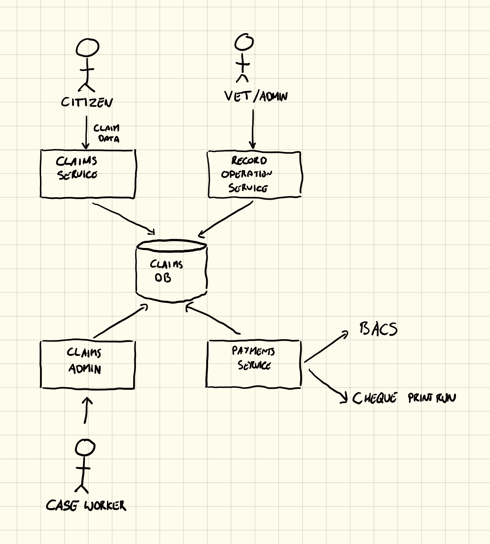 CITIZEN
VET/ADMIN
CLAIM
DATA
CLAIMS
SERVICE
RECORD
OPERATION
SERVICE
CLAIMS
DB
CLAIMS
ADMIN
PAYMENTS
SERVICE
BACS
CHEQUE PRINT RUN
CASE WORKER